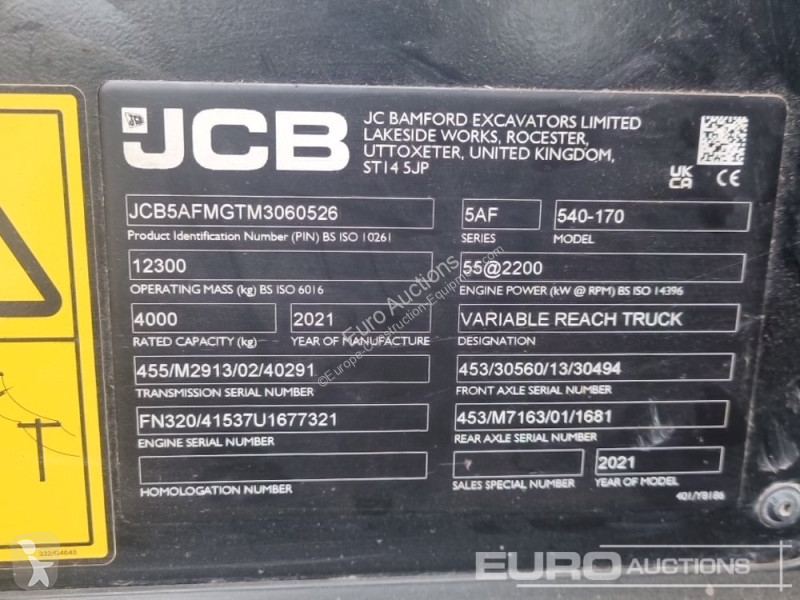 JCB
JC BAMFORD EXCAVATORS LIMITED
LAKESIDE WORKS, ROCESTER,
UTTOXETER, UNITED KINGDOM,
ST14 5JP
UK
CA CE
JCB5AFMGTM3060526 5AF 540-170
Product Identification Number (PIN) BS ISO 10261 SERIES MODEL
12300 55@2200
OPERATING MASS (kg) BS ISO 6016 ENGINE POWER (kW @ RPM) BS ISO 14396
4000 2021 VARIABLE REACH TRUCK
RATED CAPACITY (kg) YEAR OF MANUFACTURE DESIGNATION
455/M2913/02/40291 453/30560/13/30494
TRANSMISSION SERIAL NUMBER FRONT AXLE SERIAL NUMBER
FN320/41537U1677321 453/M7163/01/1681
ENGINE SERIAL NUMBER REAR AXLE SERIAL NUMBER
2021
HOMOLOGATION NUMBER SALES SPECIAL NUMBER YEAR OF MODEL
401/Y8186
332/G4645
© Euro Auctions
EURO AUCTIONS